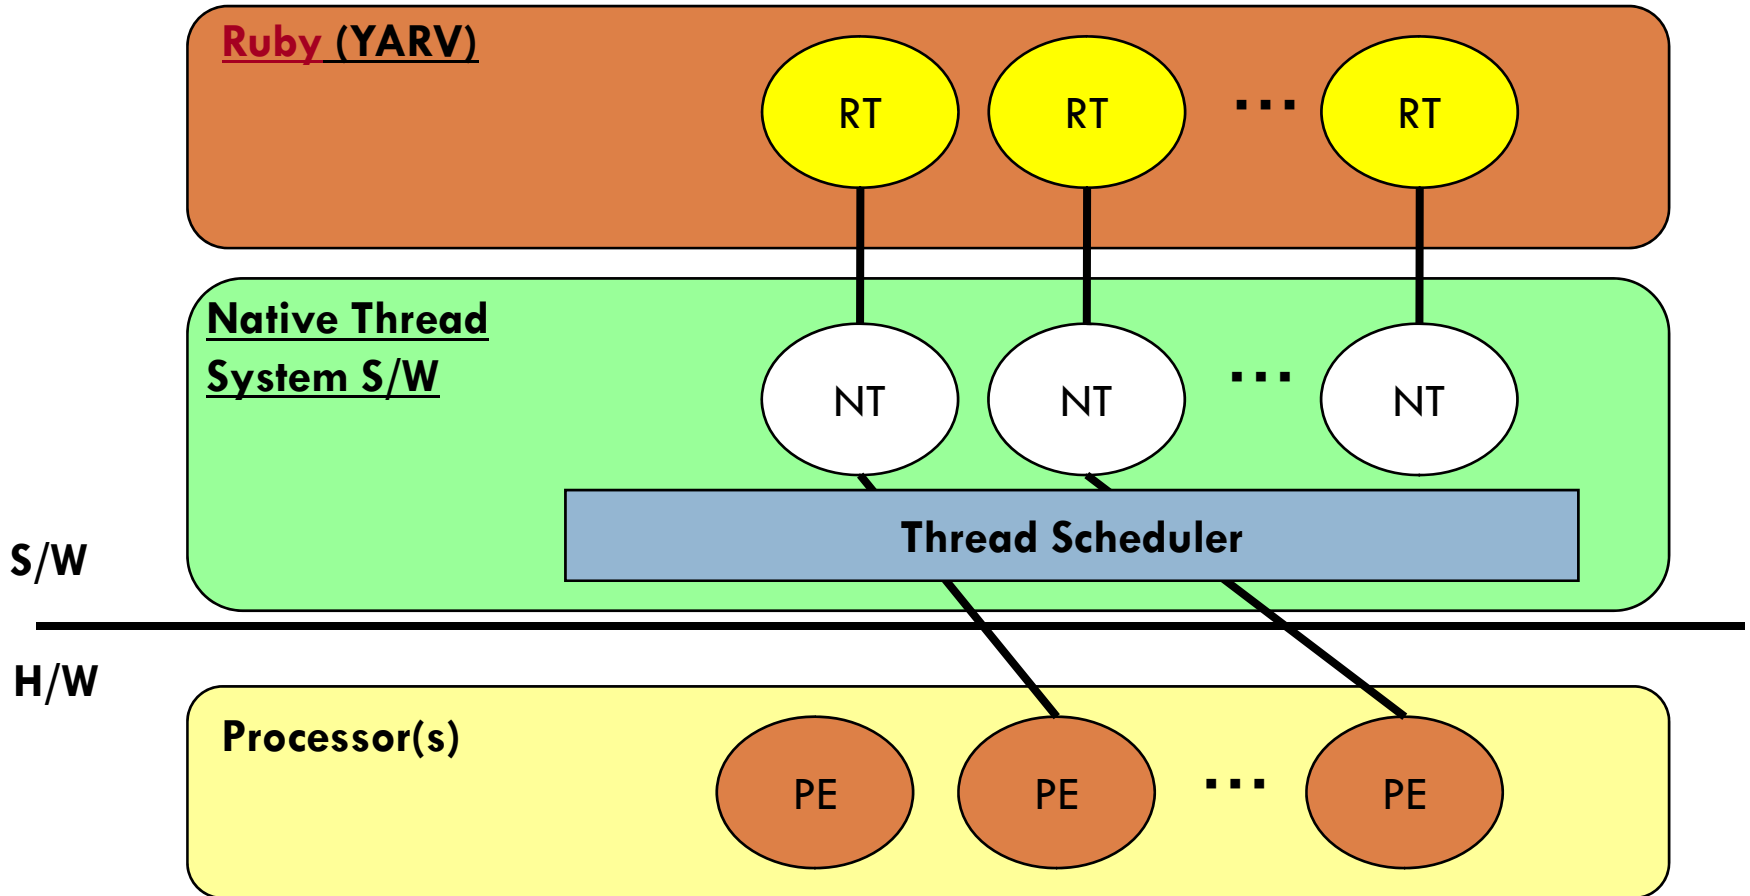 Ruby (YARV)
RT RT ... RT
Native Thread
System S/W
NT NT ... NT
Thread Scheduler
S/W
H/W
Processor(s)
PE PE ... PE